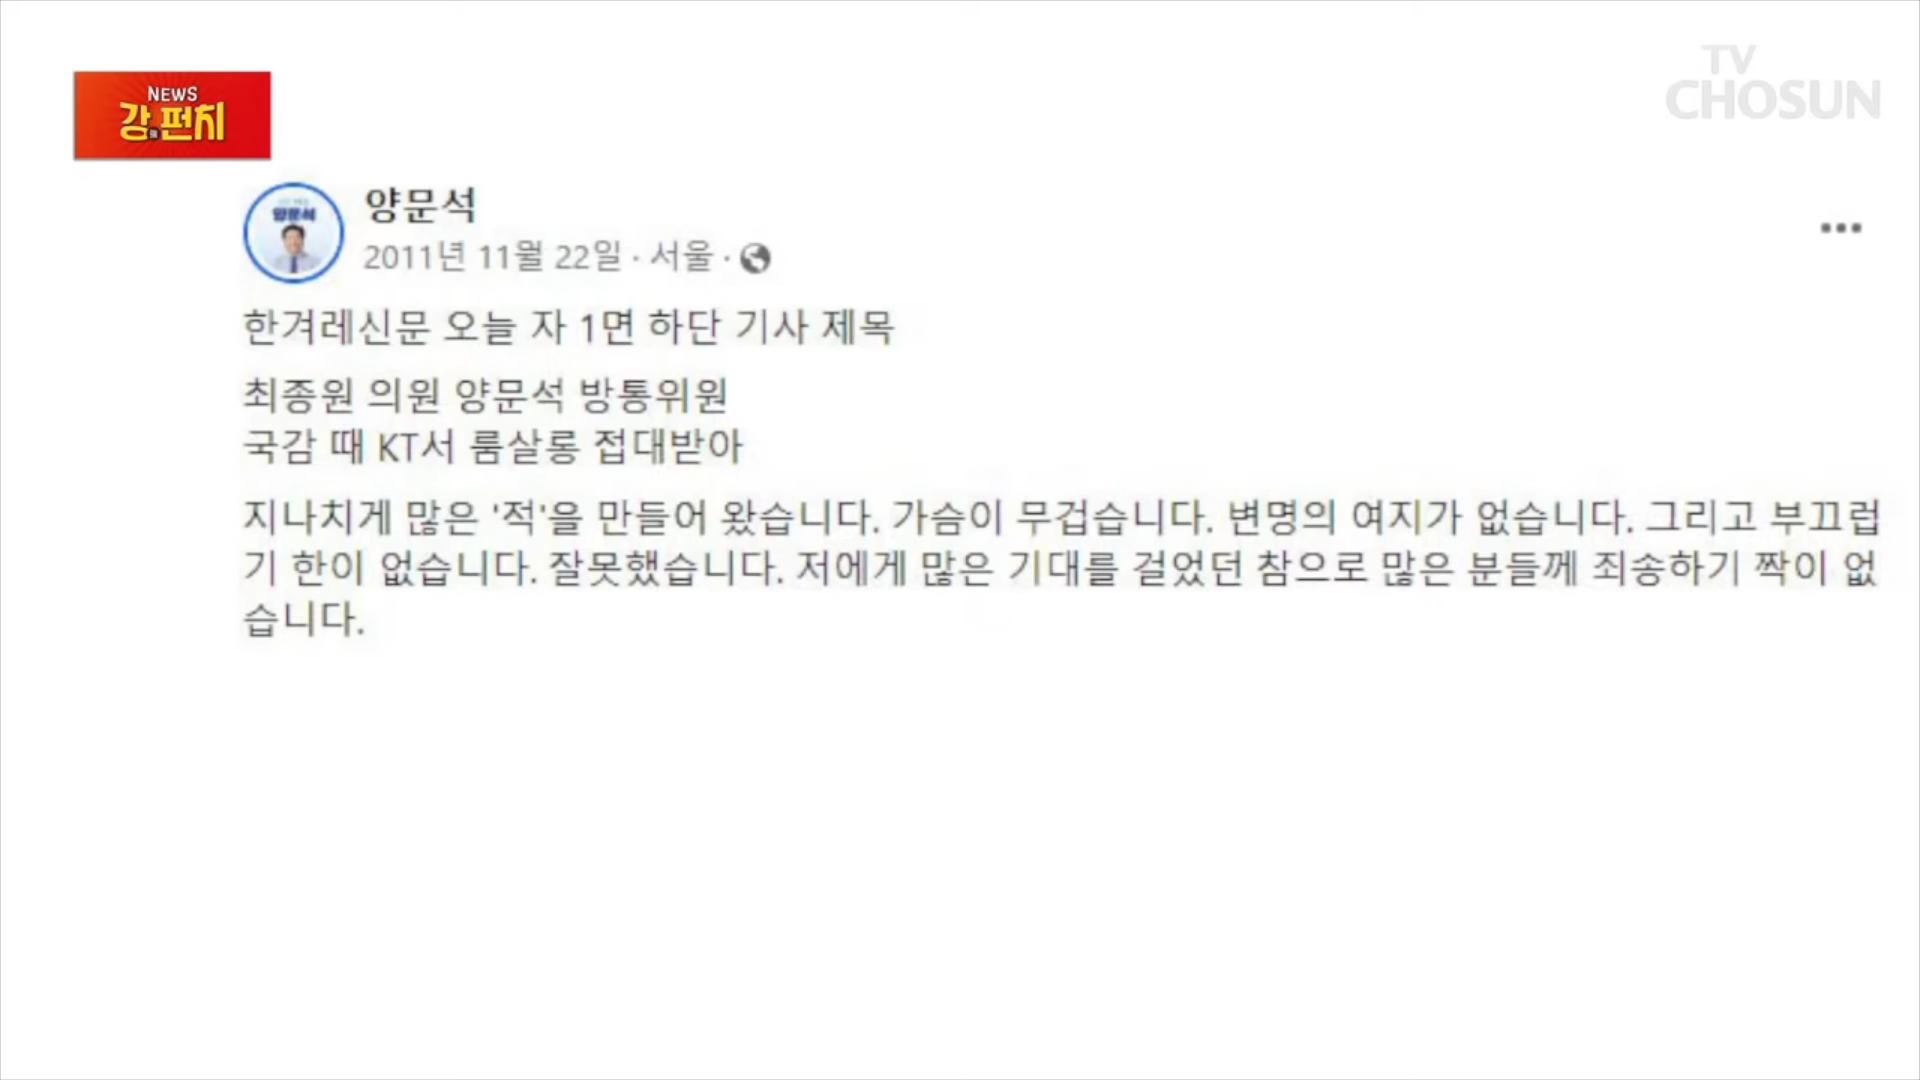 NEWS
강펀치
TV
CHOSUN
양문석
양문석
2011년 11월 22일 · 서울 ·
한겨레신문 오늘 자 1면 하단 기사 제목
최종원 의원 양문석 방통위원
국감 때 KT서 룸살롱 접대받아
지나치게 많은 '적'을 만들어 왔습니다. 가슴이 무겁습니다. 변명의 여지가 없습니다. 그리고 부끄럽
기 한이 없습니다. 잘못했습니다. 저에게 많은 기대를 걸었던 참으로 많은 분들께 죄송하기 짝이 없
습니다.